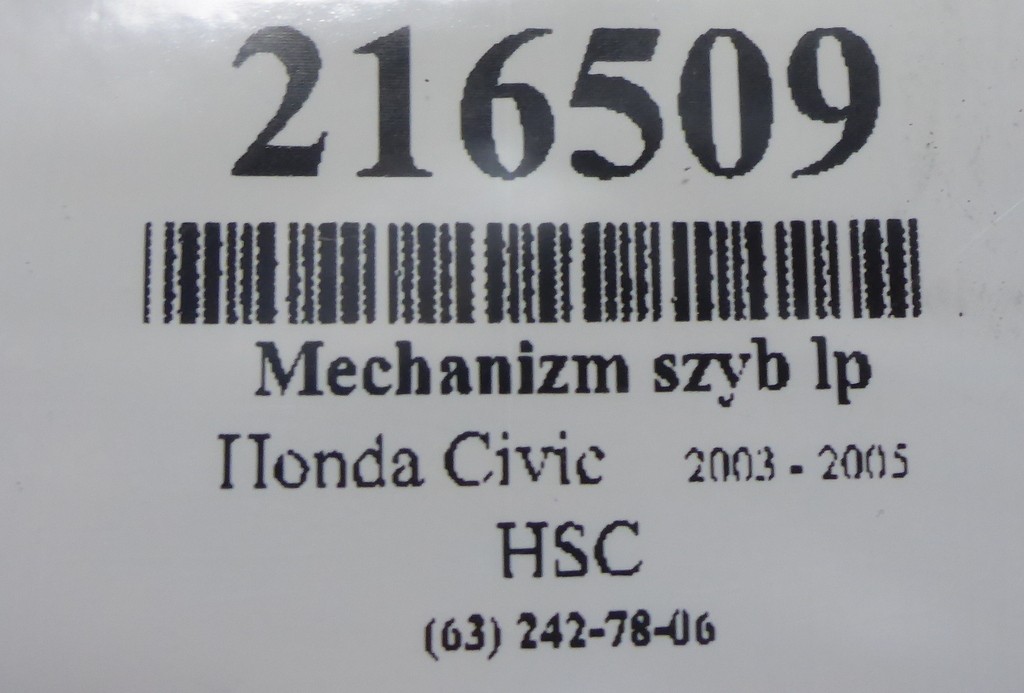 216509
Mechanizm szyb lp
Honda Civic 2003 - 2005
HSC
(63) 242-78-06